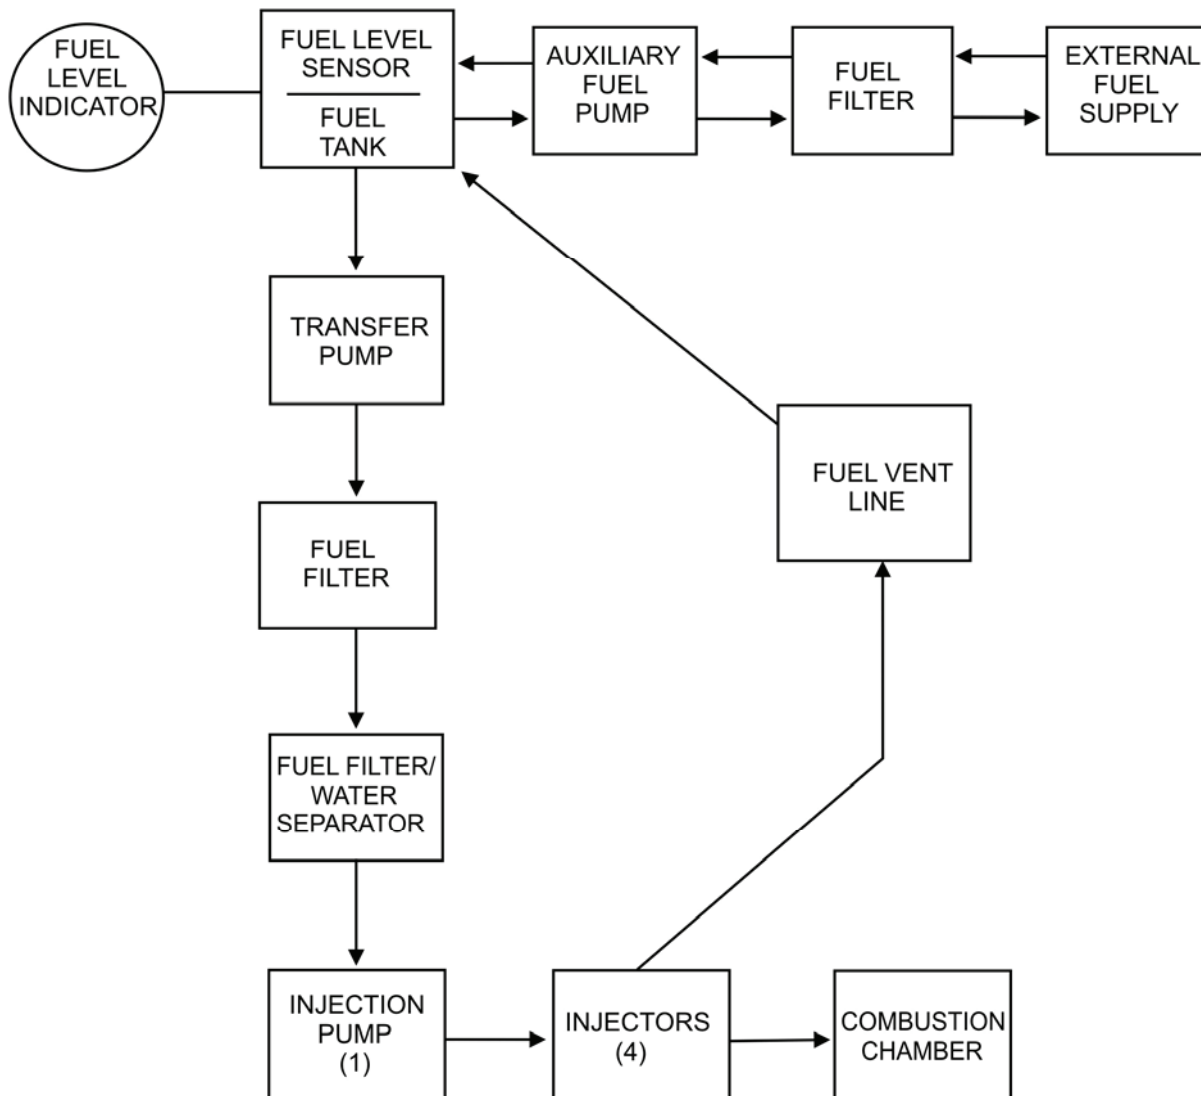 FUEL
LEVEL
INDICATOR
FUEL LEVEL
SENSOR
FUEL
TANK
AUXILIARY
FUEL
PUMP
FUEL
FILTER
EXTERNAL
FUEL
SUPPLY
TRANSFER
PUMP
FUEL VENT
LINE
FUEL
FILTER
FUEL FILTER/
WATER
SEPARATOR
INJECTION
PUMP
(1)
INJECTORS
(4)
COMBUSTION
CHAMBER